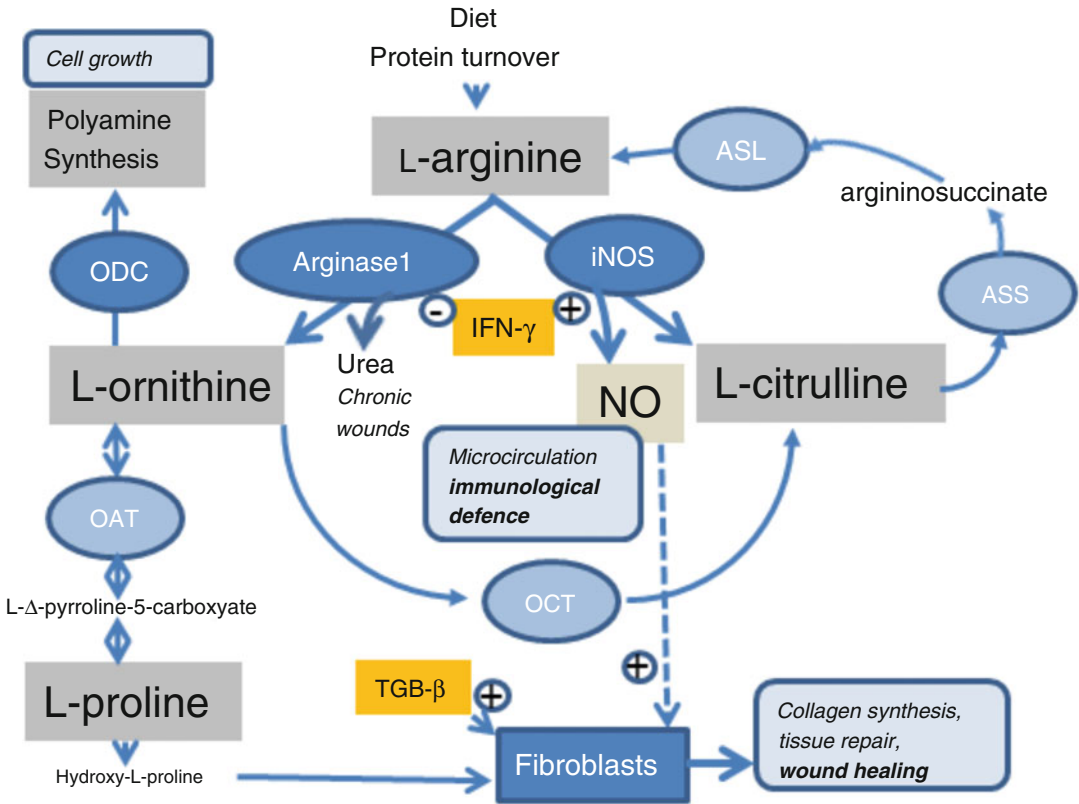 Diet
Protein turnover
Cell growth
Polyamine
Synthesis
L-arginine
ASL
argininosuccinate
ODC
Arginase1
iNOS
ASS
IFN-γ
-
+
L-ornithine
Urea
Chronic
wounds
NO
L-citrulline
Microcirculation
immunological
defence
OAT
OCT
L-Δ-pyrroline-5-carboxyate
+
L-proline
TGB-β
+
Hydroxy-L-proline
Fibroblasts
Collagen synthesis,
tissue repair,
wound healing